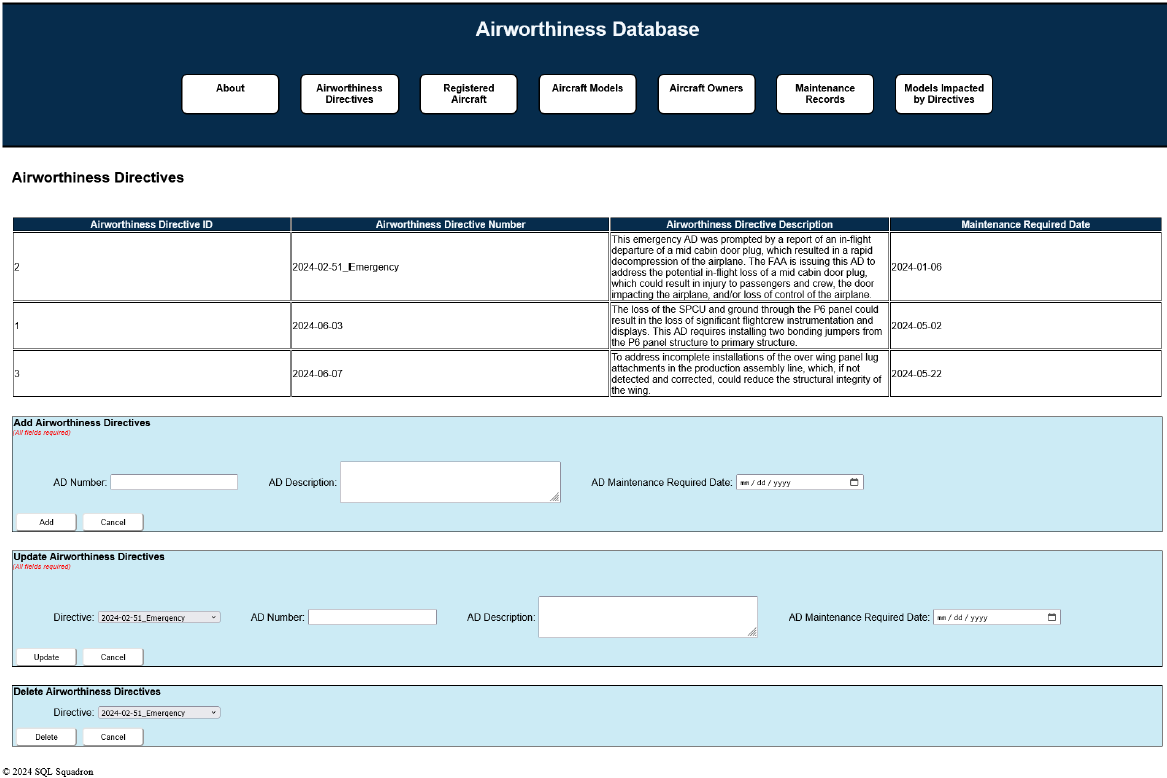 Airworthiness Database
About
Airworthiness
Directives
Registered
Aircraft
Aircraft Models
Aircraft Owners
Maintenance
Records
Models Impacted
by Directives
Airworthiness Directives
Airworthiness Directive ID Airworthiness Directive Number Airworthiness Directive Description Maintenance Required Date
2 2024-02-51_Emergency
This emergency AD was prompted by a report of an in-flight
departure of a mid cabin door plug, which resulted in a rapid
decompression of the airplane. The FAA is issuing this AD to
address the potential in-flight loss of a mid cabin door plug,
which could result in injury to passengers and crew, the door
impacting the airplane, and/or loss of control of the airplane.
2024-01-06
1 2024-06-03
The loss of the SPCU and ground through the P6 panel could
result in the loss of significant flightcrew instrumentation and
displays. This AD requires installing two bonding jumpers from
the P6 panel structure to primary structure.
2024-05-02
3 2024-06-07
To address incomplete installations of the over wing panel lug
attachments in the production assembly line, which, if not
detected and corrected, could reduce the structural integrity of
the wing.
2024-05-22
Add Airworthiness Directives
(All fields required)
AD Number: AD Description: AD Maintenance Required Date: mm/dd/yyyy
Add Cancel
Update Airworthiness Directives
(All fields required)
Directive: 2024-02-51_Emergency AD Number: AD Description: AD Maintenance Required Date: mm/dd/yyyy
Update Cancel
Delete Airworthiness Directives
Directive: 2024-02-51_Emergency
Delete Cancel
© 2024 SQL Squadron